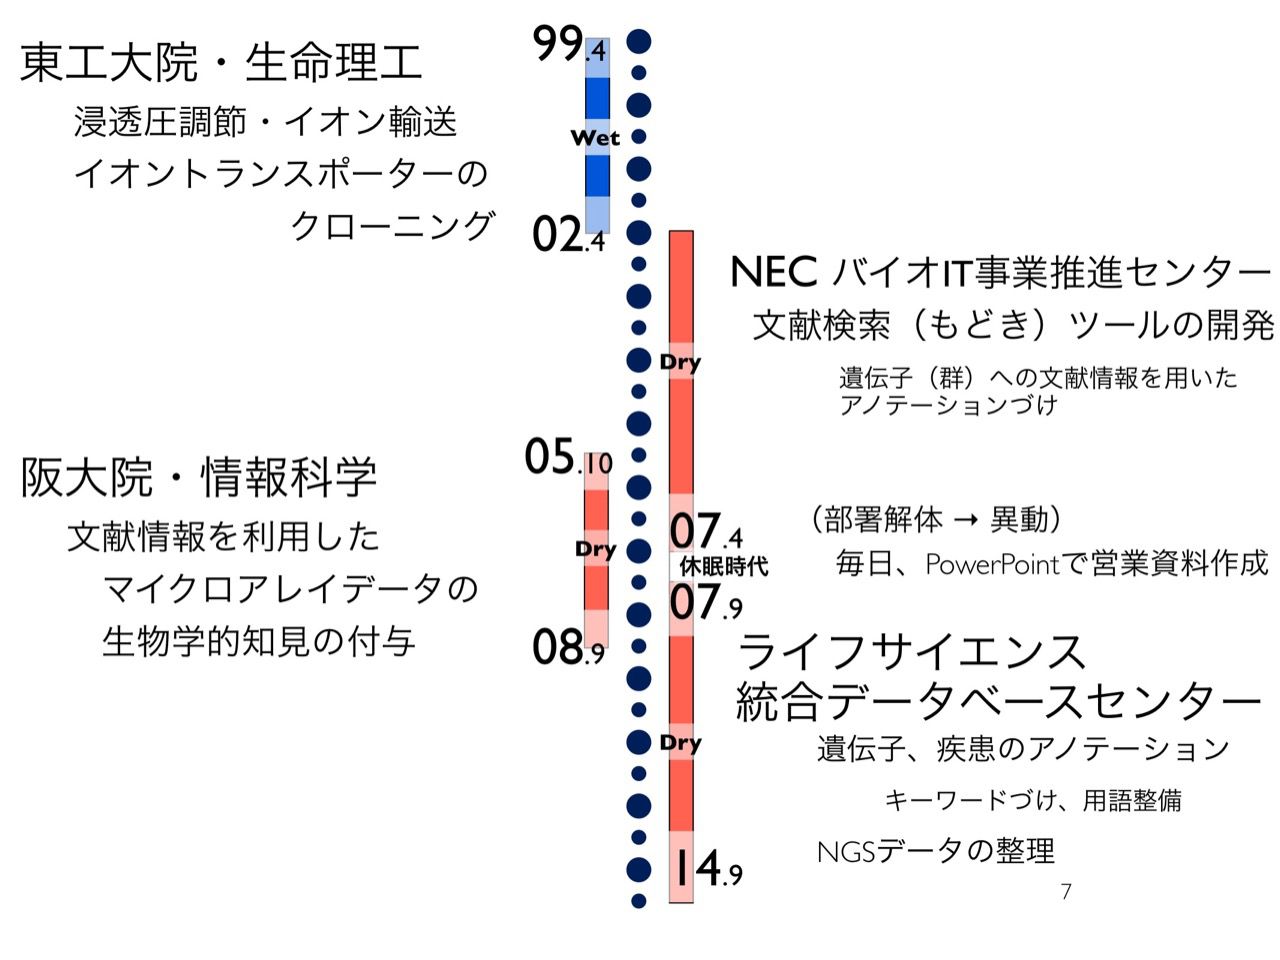 99.4
東工大院・生命理工
浸透圧調節・イオン輸送
Wet
イオントランスポーターの
クローニング
02.4
NEC バイオIT事業推進センター
文献検索（もどき）ツールの開発
Dry
遺伝子（群）への文献情報を用いた
アノテーションづけ
05.10
阪大院・情報科学
文献情報を利用した
Dry
マイクロアレイデータの
生物学的知見の付与
08.9
07.4
（部署解体 → 異動）
休眠時代
毎日、PowerPointで営業資料作成
07.9
ライフサイエンス
統合データベースセンター
Dry
遺伝子、疾患のアノテーション
キーワードづけ、用語整備
NGSデータの整理
14.9
7